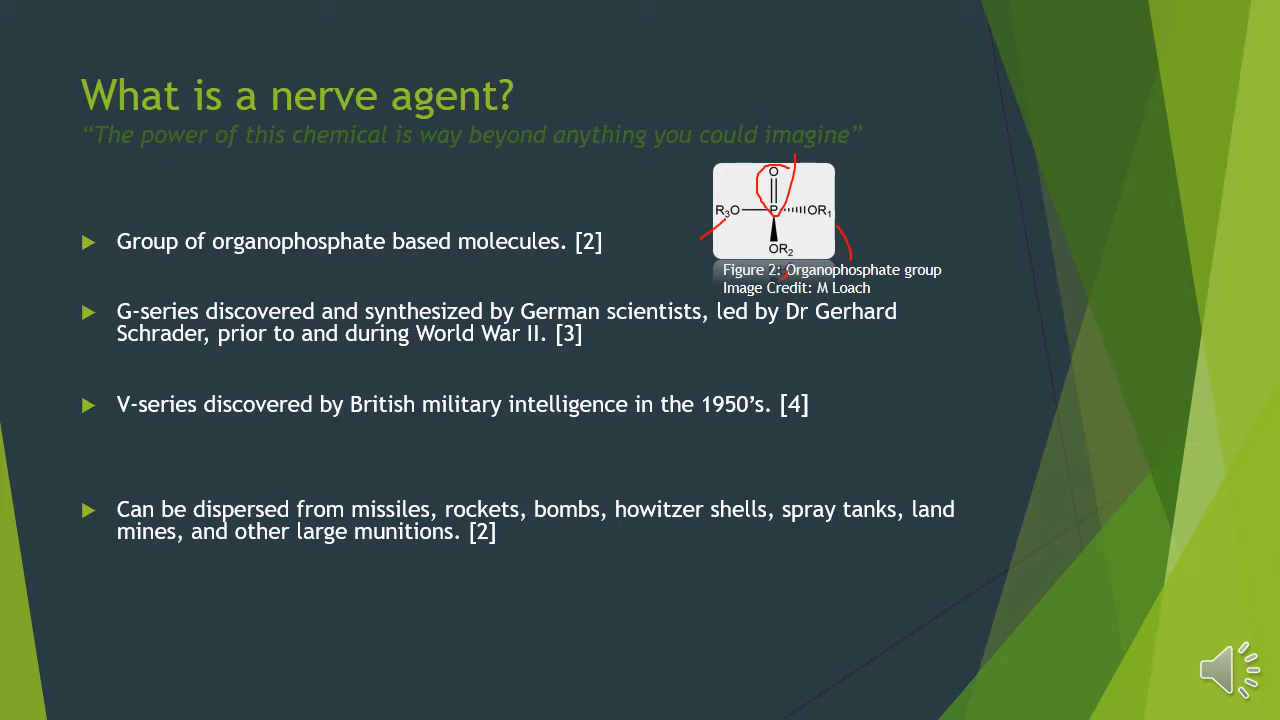 What is a nerve agent?
“The power of this chemical is way beyond anything you could imagine”
O
R₃O P OR₁
OR₂
Group of organophosphate based molecules. [2]
Figure 2: Organophosphate group
Image Credit: M Loach
G-series discovered and synthesized by German scientists, led by Dr Gerhard
Schrader, prior to and during World War II. [3]
V-series discovered by British military intelligence in the 1950’s. [4]
Can be dispersed from missiles, rockets, bombs, howitzer shells, spray tanks, land
mines, and other large munitions. [2]